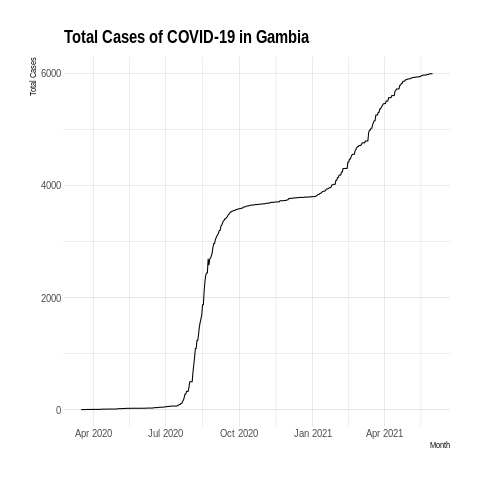 Total Cases of COVID-19 in Gambia
Total Cases
6000
4000
2000
0
Apr 2020 Jul 2020 Oct 2020 Jan 2021 Apr 2021
Month